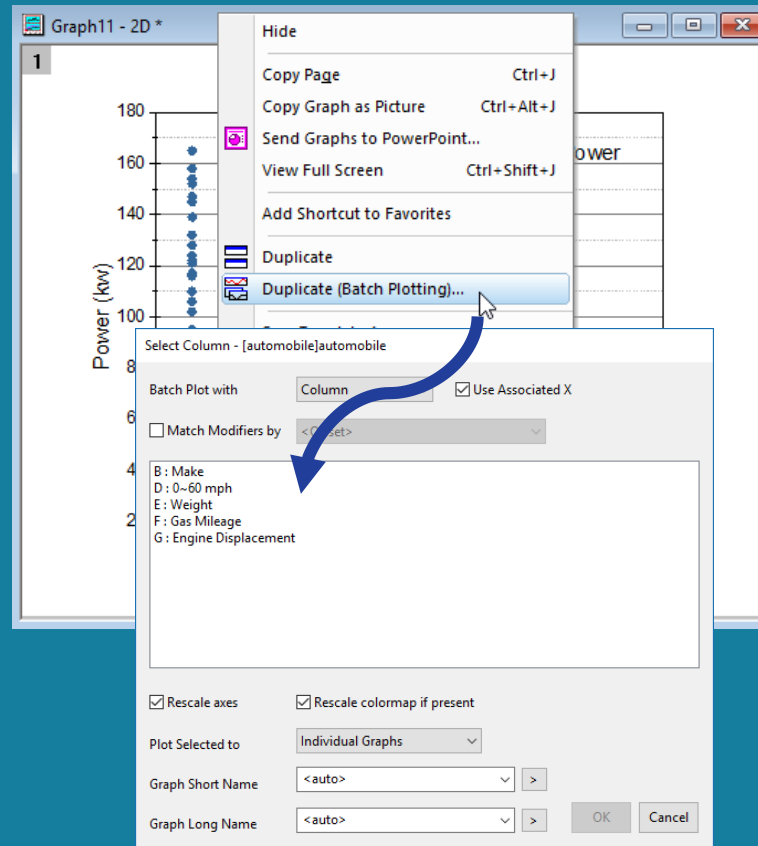 Graph11 - 2D *
1
Hide
Copy Page Ctrl+J
Copy Graph as Picture Ctrl+Alt+J
Send Graphs to PowerPoint...
View Full Screen Ctrl+Shift+J
Add Shortcut to Favorites
Duplicate
Duplicate (Batch Plotting)...
180
160
140
120
100
Power (kw)
Select Column - [automobile]automobile
Batch Plot with Column Use Associated X
Match Modifiers by
B : Make
D : 0~60 mph
E : Weight
F : Gas Mileage
G : Engine Displacement
Rescale axes Rescale colormap if present
Plot Selected to Individual Graphs
Graph Short Name <auto> >
Graph Long Name <auto> >
OK Cancel